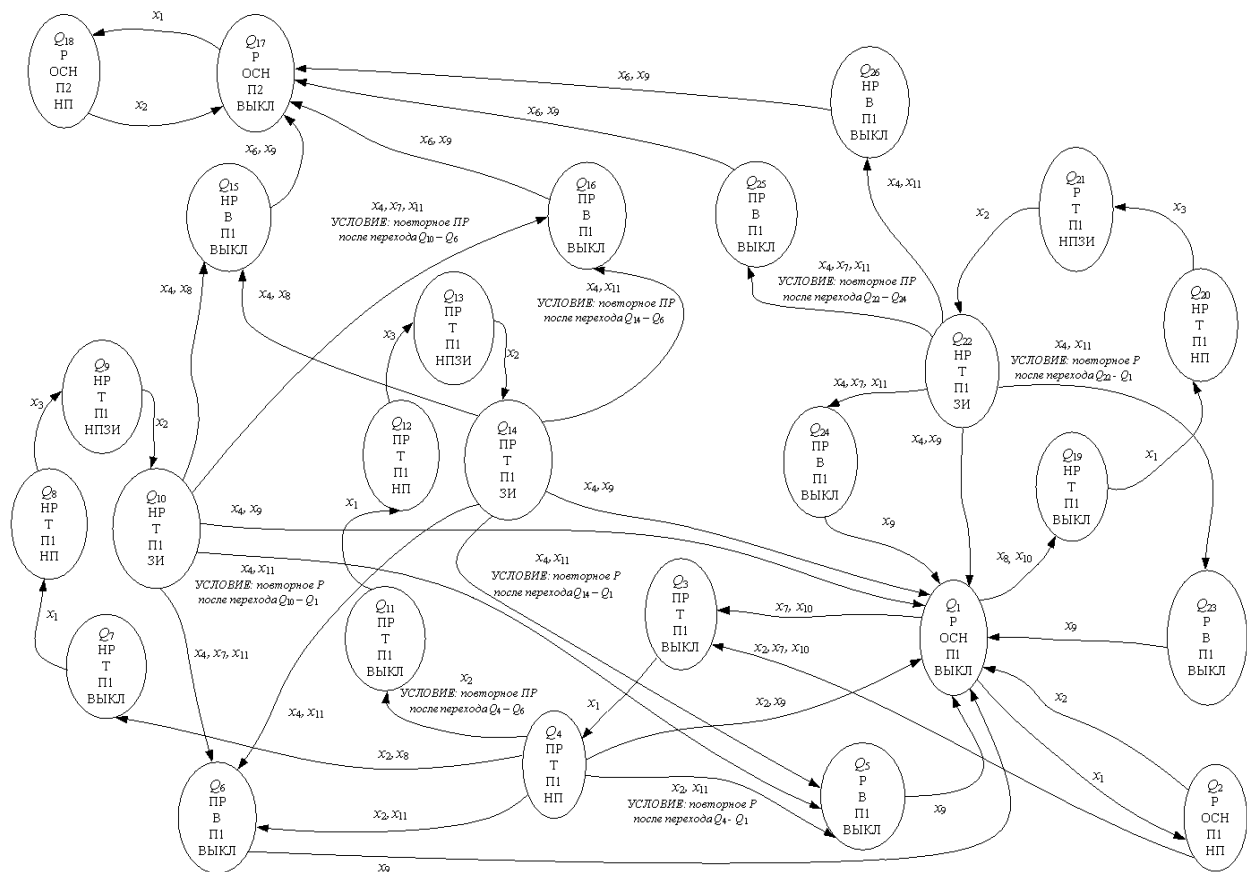 x1
Q18
Р
ОСН
П2
НП
x2
Q17
Р
ОСН
П2
ВЫКЛ
x6, x9
Q26
НР
В
П1
ВЫКЛ
x6, x9
x6, x9
x6, x9
Q15
НР
В
П1
ВЫКЛ
x4, x7, x11
УСЛОВИЕ: повторное ПР
после перехода Q10 – Q6
Q16
ПР
В
П1
ВЫКЛ
Q25
ПР
В
П1
ВЫКЛ
x4, x11
Q21
Р
Т
П1
НПЗИ
x2
x3
x4, x8
x4, x8
Q13
ПР
Т
П1
НПЗИ
x4, x11
УСЛОВИЕ: повторное ПР
после перехода Q14 – Q6
x4, x7, x11
УСЛОВИЕ: повторное ПР
после перехода Q22 – Q24
Q20
НР
Т
П1
НП
x3
x2
Q22
НР
Т
П1
ЗИ
x4, x11
УСЛОВИЕ: повторное Р
после перехода Q22 - Q1
Q9
НР
Т
П1
НПЗИ
x3
x2
x4, x7, x11
Q12
ПР
Т
П1
НП
Q14
ПР
Т
П1
ЗИ
Q24
ПР
В
П1
ВЫКЛ
x4, x9
Q19
НР
Т
П1
ВЫКЛ
x1
Q8
НР
Т
П1
НП
Q10
НР
Т
П1
ЗИ
x4, x9
x1
x4, x9
x9
x8, x10
x4, x11
УСЛОВИЕ: повторное Р
после перехода Q10 – Q1
x4, x11
УСЛОВИЕ: повторное Р
после перехода Q14 – Q1
Q3
ПР
Т
П1
ВЫКЛ
x7, x10
Q1
Р
ОСН
П1
ВЫКЛ
Q23
Р
В
П1
ВЫКЛ
x9
x1
Q7
НР
Т
П1
ВЫКЛ
Q11
ПР
Т
П1
ВЫКЛ
x4, x7, x11
x2, x7, x10
x2
УСЛОВИЕ: повторное ПР
после перехода Q4 – Q6
x1
x2, x9
x2
x4, x11
x2, x8
Q4
ПР
Т
П1
НП
x2, x11
УСЛОВИЕ: повторное Р
после перехода Q4 - Q1
Q5
Р
В
П1
ВЫКЛ
x9
x1
Q2
Р
ОСН
П1
НП
Q6
ПР
В
П1
ВЫКЛ
x2, x11
x9